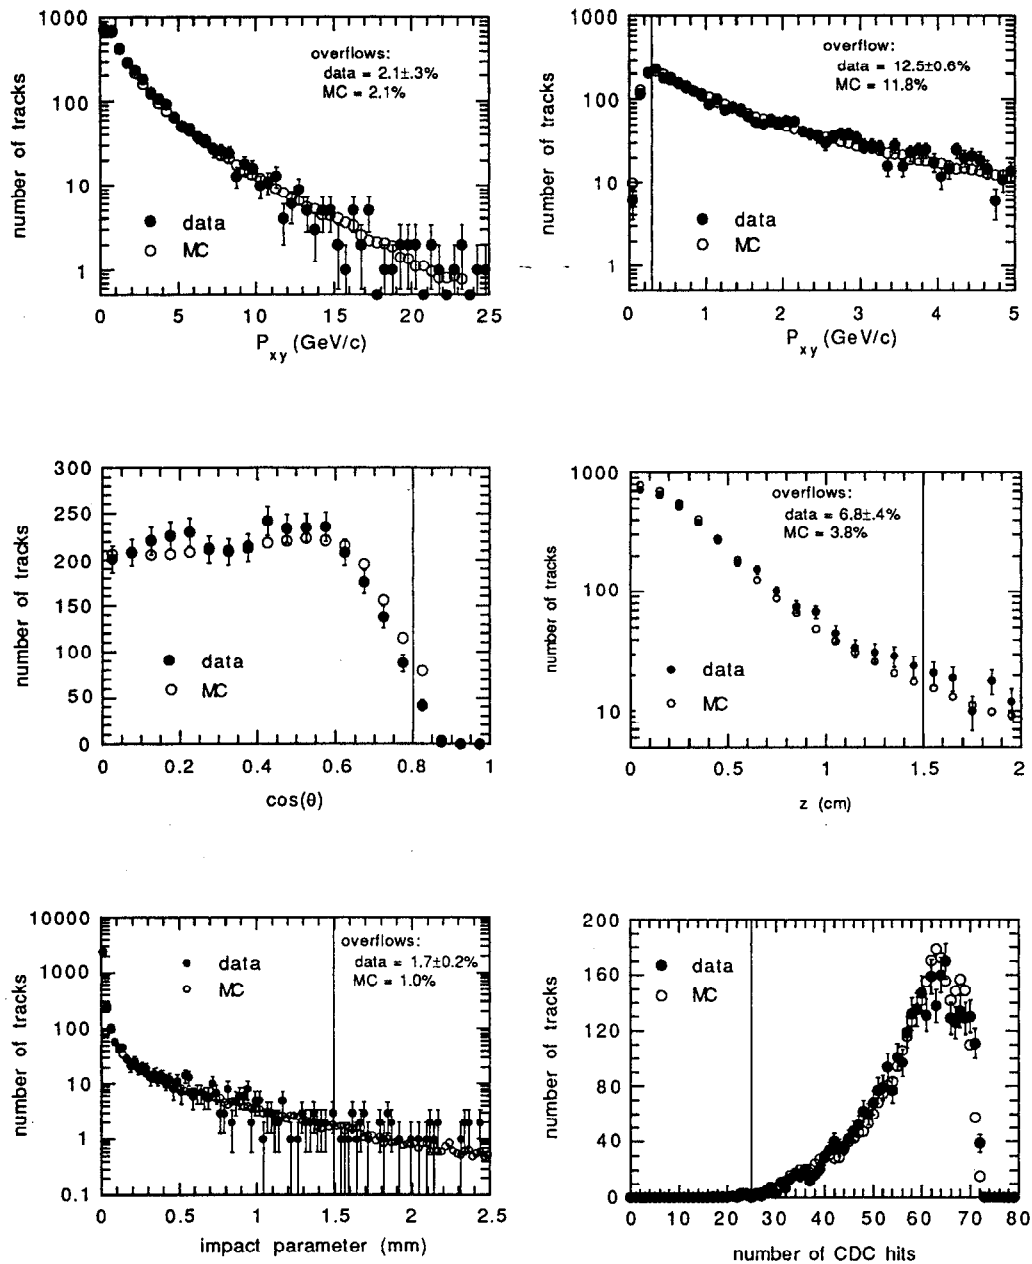 1000
100
10
1
number of tracks
overflows:
data = 2.1±.3%
MC = 2.1%
data
MC
0 5 10 15 20 25
Pxy (GeV/c)
1000
100
10
1
number of tracks
overflow:
data = 12.5±0.6%
MC = 11.8%
data
MC
0 1 2 3 4 5
Pxy (GeV/c)
300
250
200
150
100
50
0
number of tracks
data
MC
0 0.2 0.4 0.6 0.8 1
cos(θ)
1000
100
10
number of tracks
overflows:
data = 6.8±.4%
MC = 3.8%
data
MC
0 0.5 1 1.5 2
z (cm)
10000
1000
100
10
1
0.1
number of tracks
data
MC
overflows:
data = 1.7±0.2%
MC = 1.0%
0 0.5 1 1.5 2 2.5
impact parameter (mm)
200
160
120
80
40
0
number of tracks
data
MC
0 10 20 30 40 50 60 70 80
number of CDC hits